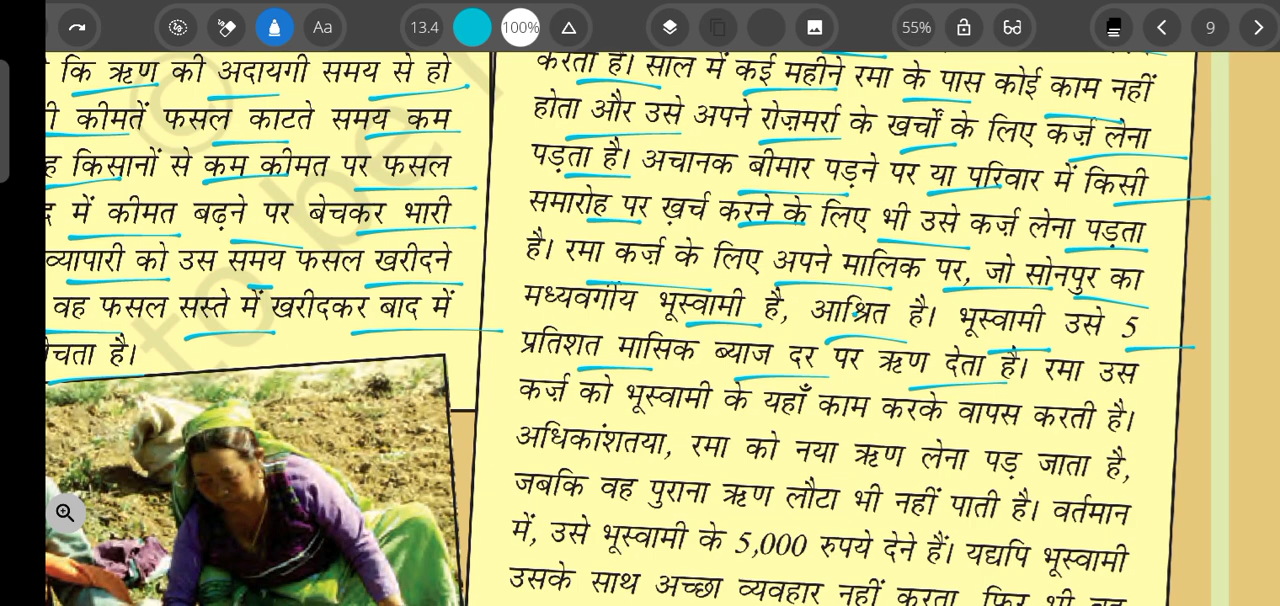 Aa
13.4
100%
55%
9
कि ऋण की अदायगी समय से हो
कीमतें फसल काटते समय कम
किसानों से कम कीमत पर फसल
में कीमत बढ़ने पर बेचकर भारी
व्यापारी को उस समय फसल खरीदने
वह फसल सस्ते में खरीदकर बाद में
है।
करता है। साल में कई महीने रमा के पास कोई काम नहीं
होता और उसे अपने रोज़मर्रा के खर्चों के लिए कर्ज़ लेना
पड़ता है। अचानक बीमार पड़ने पर या परिवार में किसी
समारोह पर ख़र्च करने के लिए भी उसे कर्ज़ लेना पड़ता
है। रमा कर्ज़ के लिए अपने मालिक पर, जो सोनपुर का
मध्यवर्गीय भूस्वामी है, आश्रित है। भूस्वामी उसे 5
प्रतिशत मासिक ब्याज दर पर ऋण देता है। रमा उस
कर्ज़ को भूस्वामी के यहाँ काम करके वापस करती है।
अधिकांशतया, रमा को नया ऋण लेना पड़ जाता है,
जबकि वह पुराना ऋण लौटा भी नहीं पाती है। वर्तमान
में, उसे भूस्वामी के 5,000 रुपये देने हैं। यद्यपि भूस्वामी
उसके साथ अच्छा व्यवहार नहीं करता, फिर भी वह